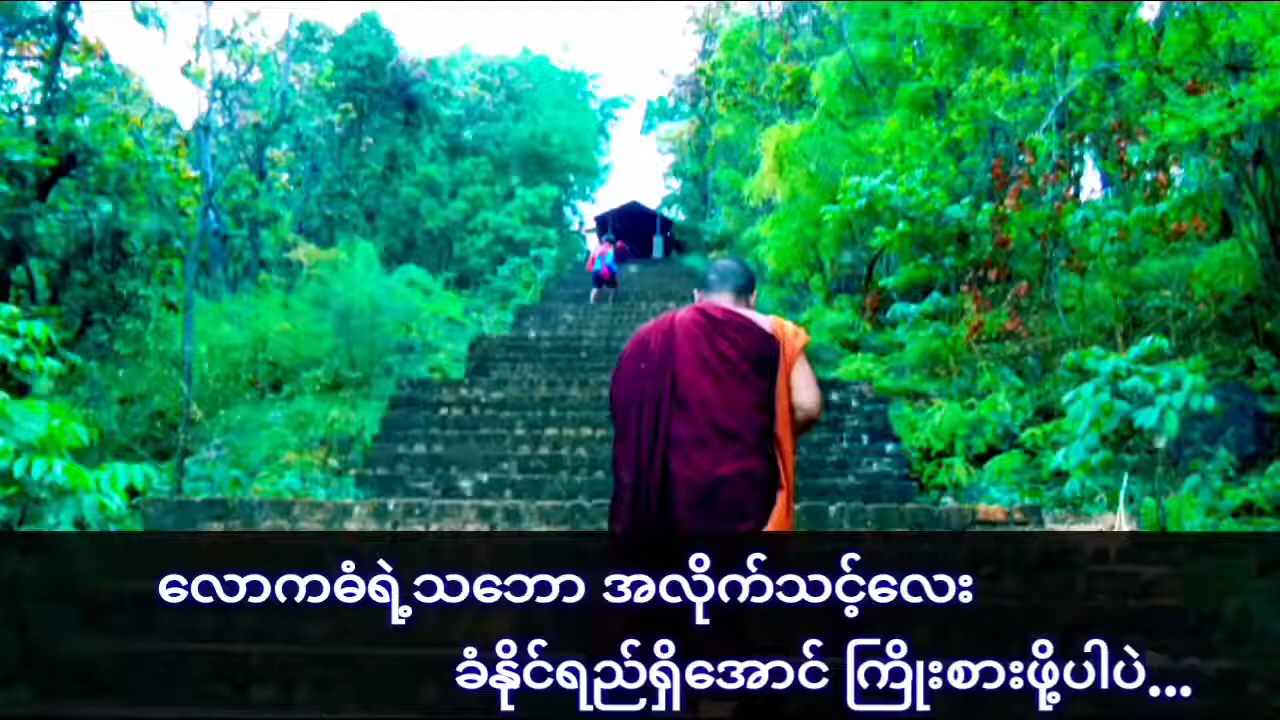 လောကဓံရဲ့သဘော အလိုက်သင့်လေး
ခံနိုင်ရည်ရှိအောင် ကြိုးစားဖို့ပါပဲ...